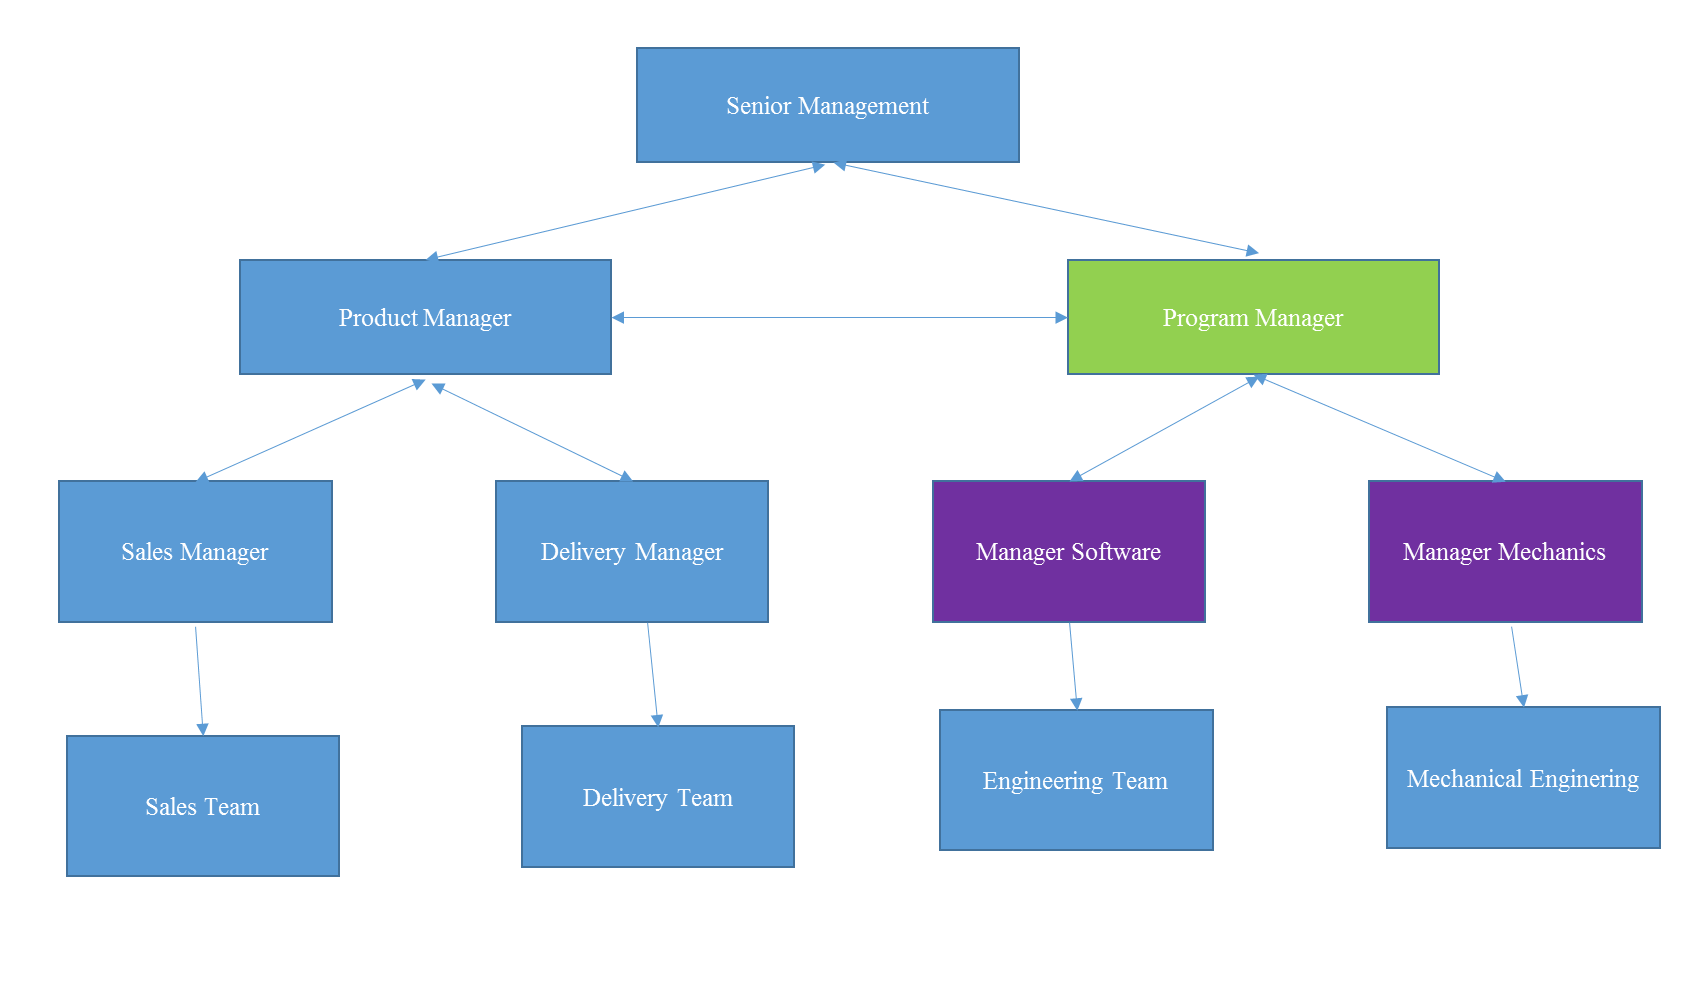 Senior Management
Product Manager
Program Manager
Sales Manager
Delivery Manager
Manager Software
Manager Mechanics
Sales Team
Delivery Team
Engineering Team
Mechanical Enginering